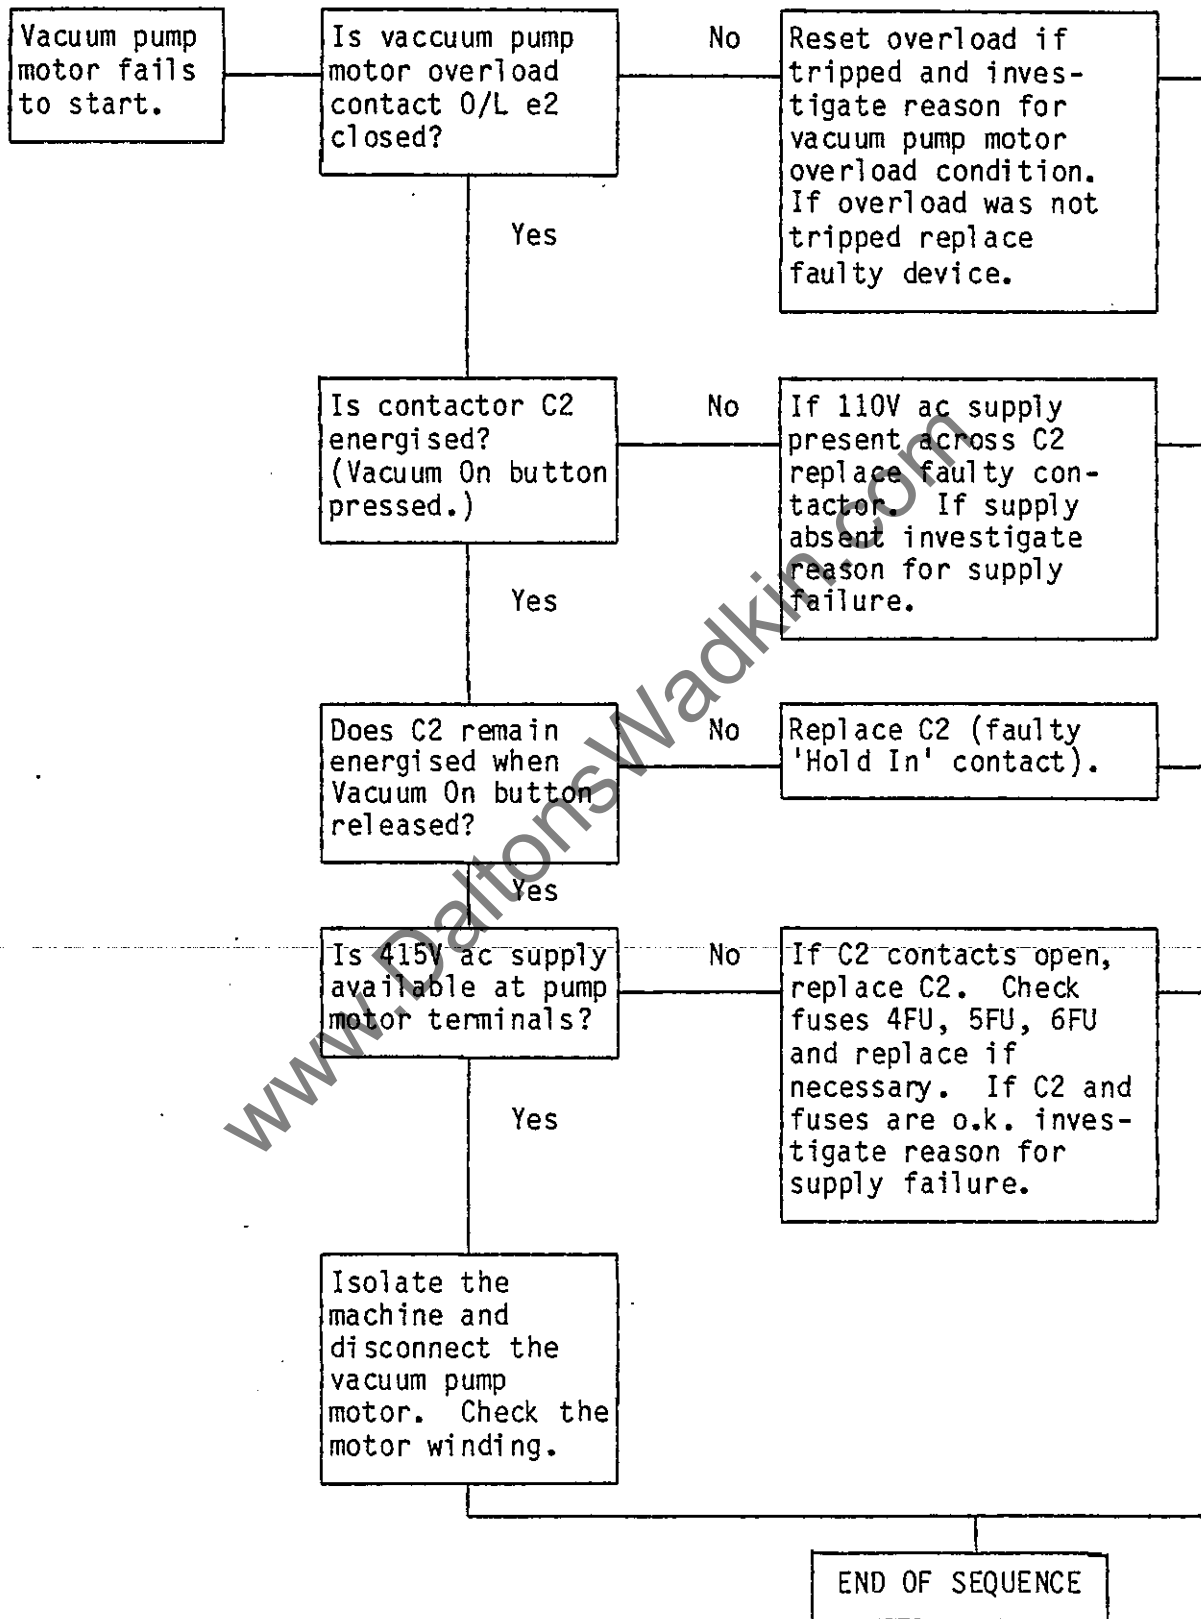 Vacuum pump
motor fails
to start.
Is vaccuum pump
motor overload
contact O/L e2
closed?
No
Reset overload if
tripped and inves-
tigate reason for
vacuum pump motor
overload condition.
If overload was not
tripped replace
faulty device.
Yes
Is contactor C2
energised?
(Vacuum On button
pressed.)
No
If 110V ac supply
present across C2
replace faulty con-
tactor. If supply
absent investigate
reason for supply
failure.
Yes
Does C2 remain
energised when
Vacuum On button
released?
No
Replace C2 (faulty
'Hold In' contact).
Yes
Is 415V ac supply
available at pump
motor terminals?
No
If C2 contacts open,
replace C2. Check
fuses 4FU, 5FU, 6FU
and replace if
necessary. If C2 and
fuses are o.k. inves-
tigate reason for
supply failure.
Yes
Isolate the
machine and
disconnect the
vacuum pump
motor. Check the
motor winding.
END OF SEQUENCE
www.DaltonsWadkin.com